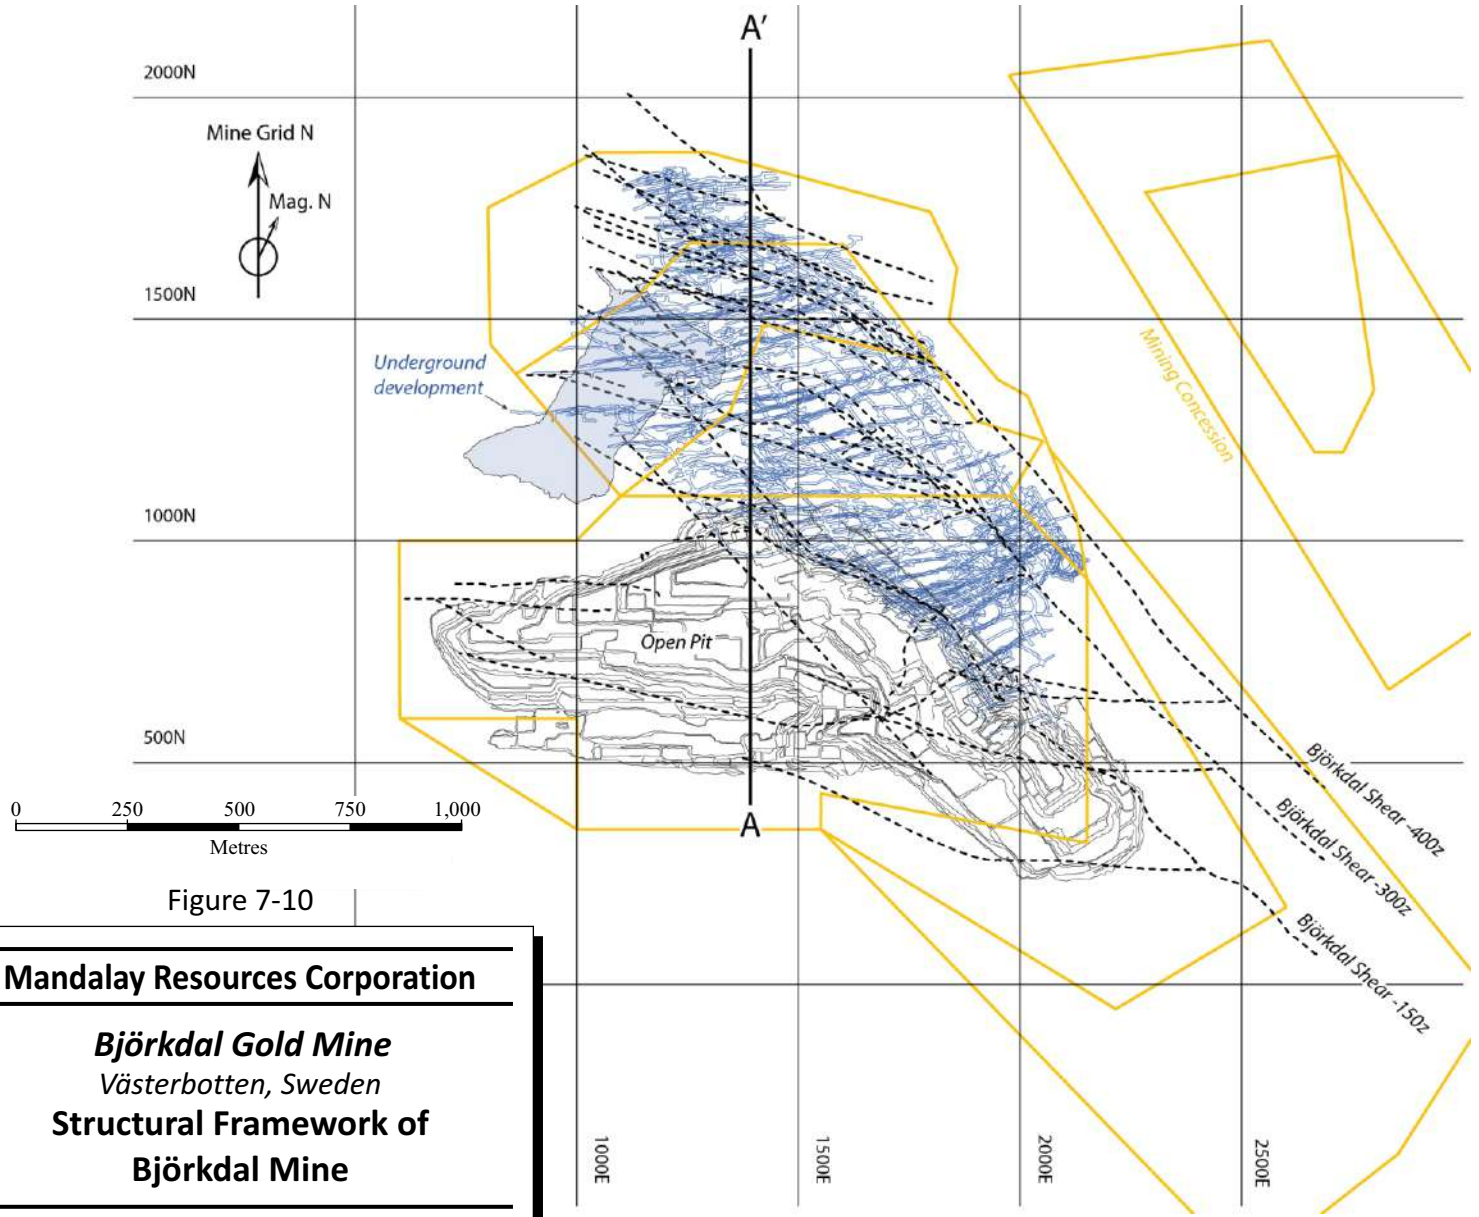 A'
2000N
Mine Grid N
Mag. N
1500N
Underground
development
Mining Concession
1000N
Open Pit
500N
0 250 500 750 1,000
Metres
A
Björkdal Shear -400z
Björkdal Shear -300z
Björkdal Shear -150z
Figure 7-10
Mandalay Resources Corporation
Björkdal Gold Mine
Västerbotten, Sweden
Structural Framework of
Björkdal Mine
1000E
1500E
2000E
2500E